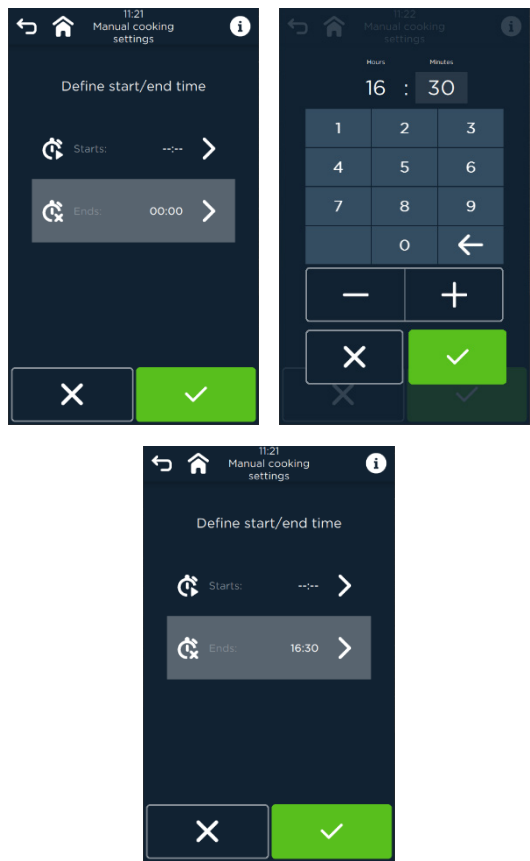 11:21
Manual cooking
settings
i
Define start/end time
Starts: --:--
Ends: 00:00
11:22
Manual cooking
settings
i
Hours Minutes
16 : 30
1 2 3
4 5 6
7 8 9
0
11:21
Manual cooking
settings
i
Define start/end time
Starts: --:--
Ends: 16:30